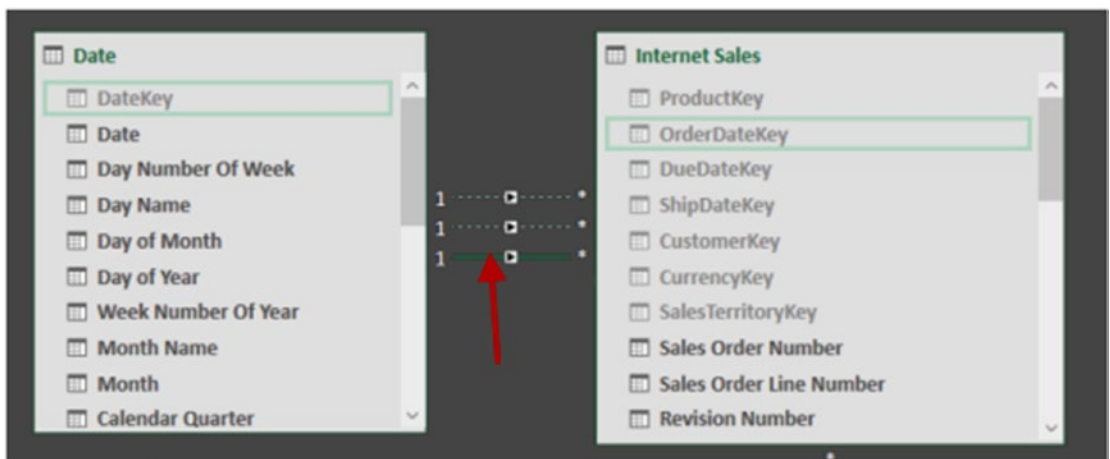 Date
DateKey
Date
Day Number Of Week
Day Name
Day of Month
Day of Year
Week Number Of Year
Month Name
Month
Calendar Quarter
1 *
1 *
1 *
Internet Sales
ProductKey
OrderDateKey
DueDateKey
ShipDateKey
CustomerKey
CurrencyKey
SalesTerritoryKey
Sales Order Number
Sales Order Line Number
Revision Number
*